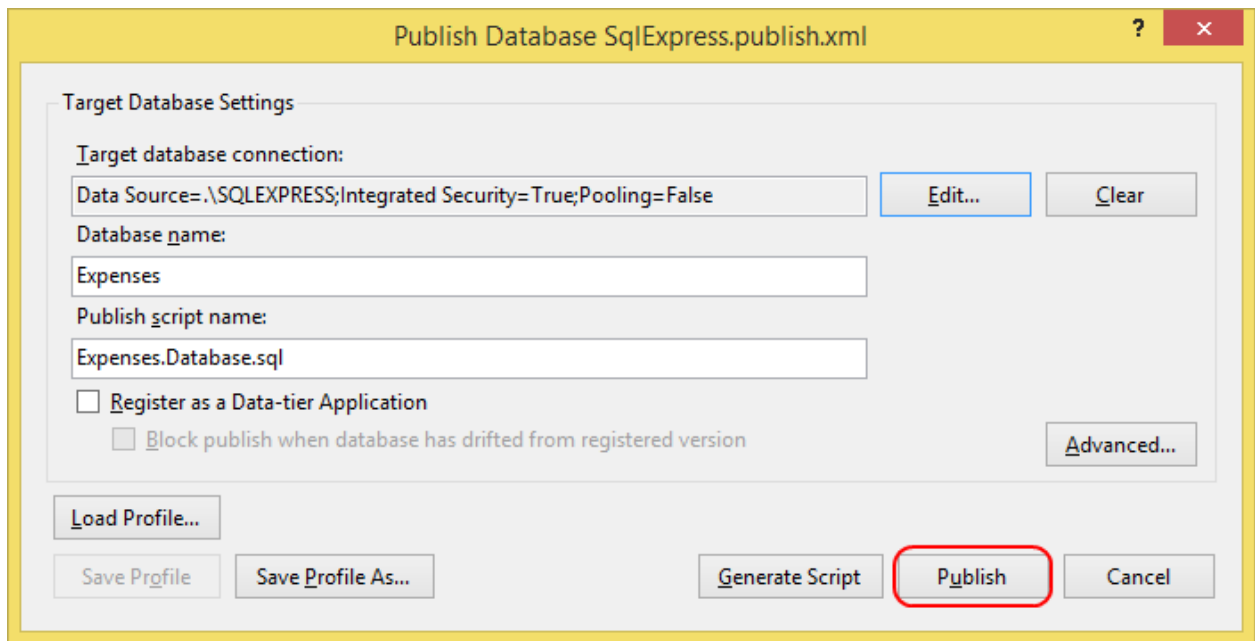 Publish Database SqlExpress.publish.xml ? ×
Target Database Settings
Target database connection:
Data Source=.\SQLEXPRESS;Integrated Security=True;Pooling=False Edit... Clear
Database name:
Expenses
Publish script name:
Expenses.Database.sql
Register as a Data-tier Application
Block publish when database has drifted from registered version
Advanced...
Load Profile...
Save Profile Save Profile As... Generate Script Publish Cancel